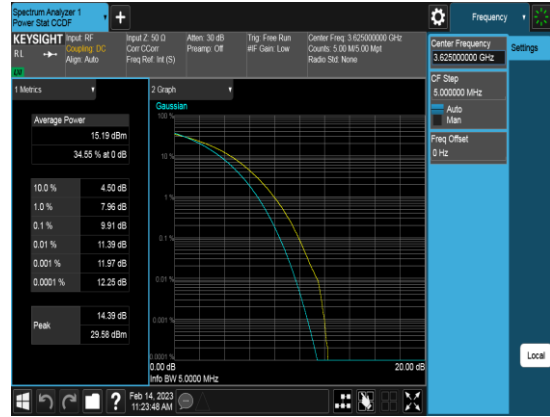 Spectrum Analyzer 1
Power Stat CCDF
Frequency
KEYSIGHT
RL
Input: RF
Coupling: DC
Align: Auto
Input Z: 50 Ω
Corr CCorr
Freq Ref: Int (S)
Atten: 30 dB
Preamp: Off
Trig: Free Run
#IF Gain: Low
Center Freq: 3.625000000 GHz
Counts: 5.00 M/5.00 Mpt
Radio Std: None
1 Metrics
Average Power
15.19 dBm
34.55 % at 0 dB
10.0 % 4.50 dB
1.0 % 7.96 dB
0.1 % 9.91 dB
0.01 % 11.39 dB
0.001 % 11.97 dB
0.0001 % 12.25 dB
Peak
14.39 dB
29.58 dBm
2 Graph
Gaussian
100 %
10 %
1 %
0.1 %
0.01 %
0.001 %
0.0001 %
0.00 dB 20.00 dB
Info BW 5.0000 MHz
Center Frequency
3.625000000 GHz
Settings
CF Step
5.000000 MHz
Auto
Man
Freq Offset
0 Hz
Local
?
Feb 14, 2023
11:23:48 AM